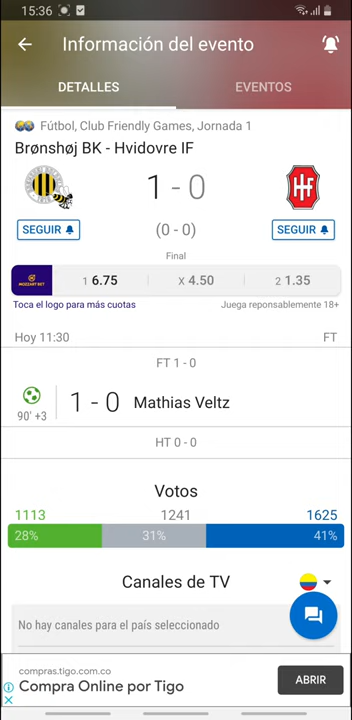 15:36
Información del evento
DETALLES
EVENTOS
Fútbol, Club Friendly Games, Jornada 1
Brønshøj BK - Hvidovre IF
1 - 0
SEGUIR
(0 - 0)
SEGUIR
Final
MOZZART BET
1 6.75
X 4.50
2 1.35
Toca el logo para más cuotas
Juega reponsablemente 18+
Hoy 11:30
FT
FT 1 - 0
90' +3
1 - 0 Mathias Veltz
HT 0 - 0
Votos
1113
1241
1625
28%
31%
41%
Canales de TV
No hay canales para el país seleccionado
compras.tigo.com.co
Compra Online por Tigo
ABRIR